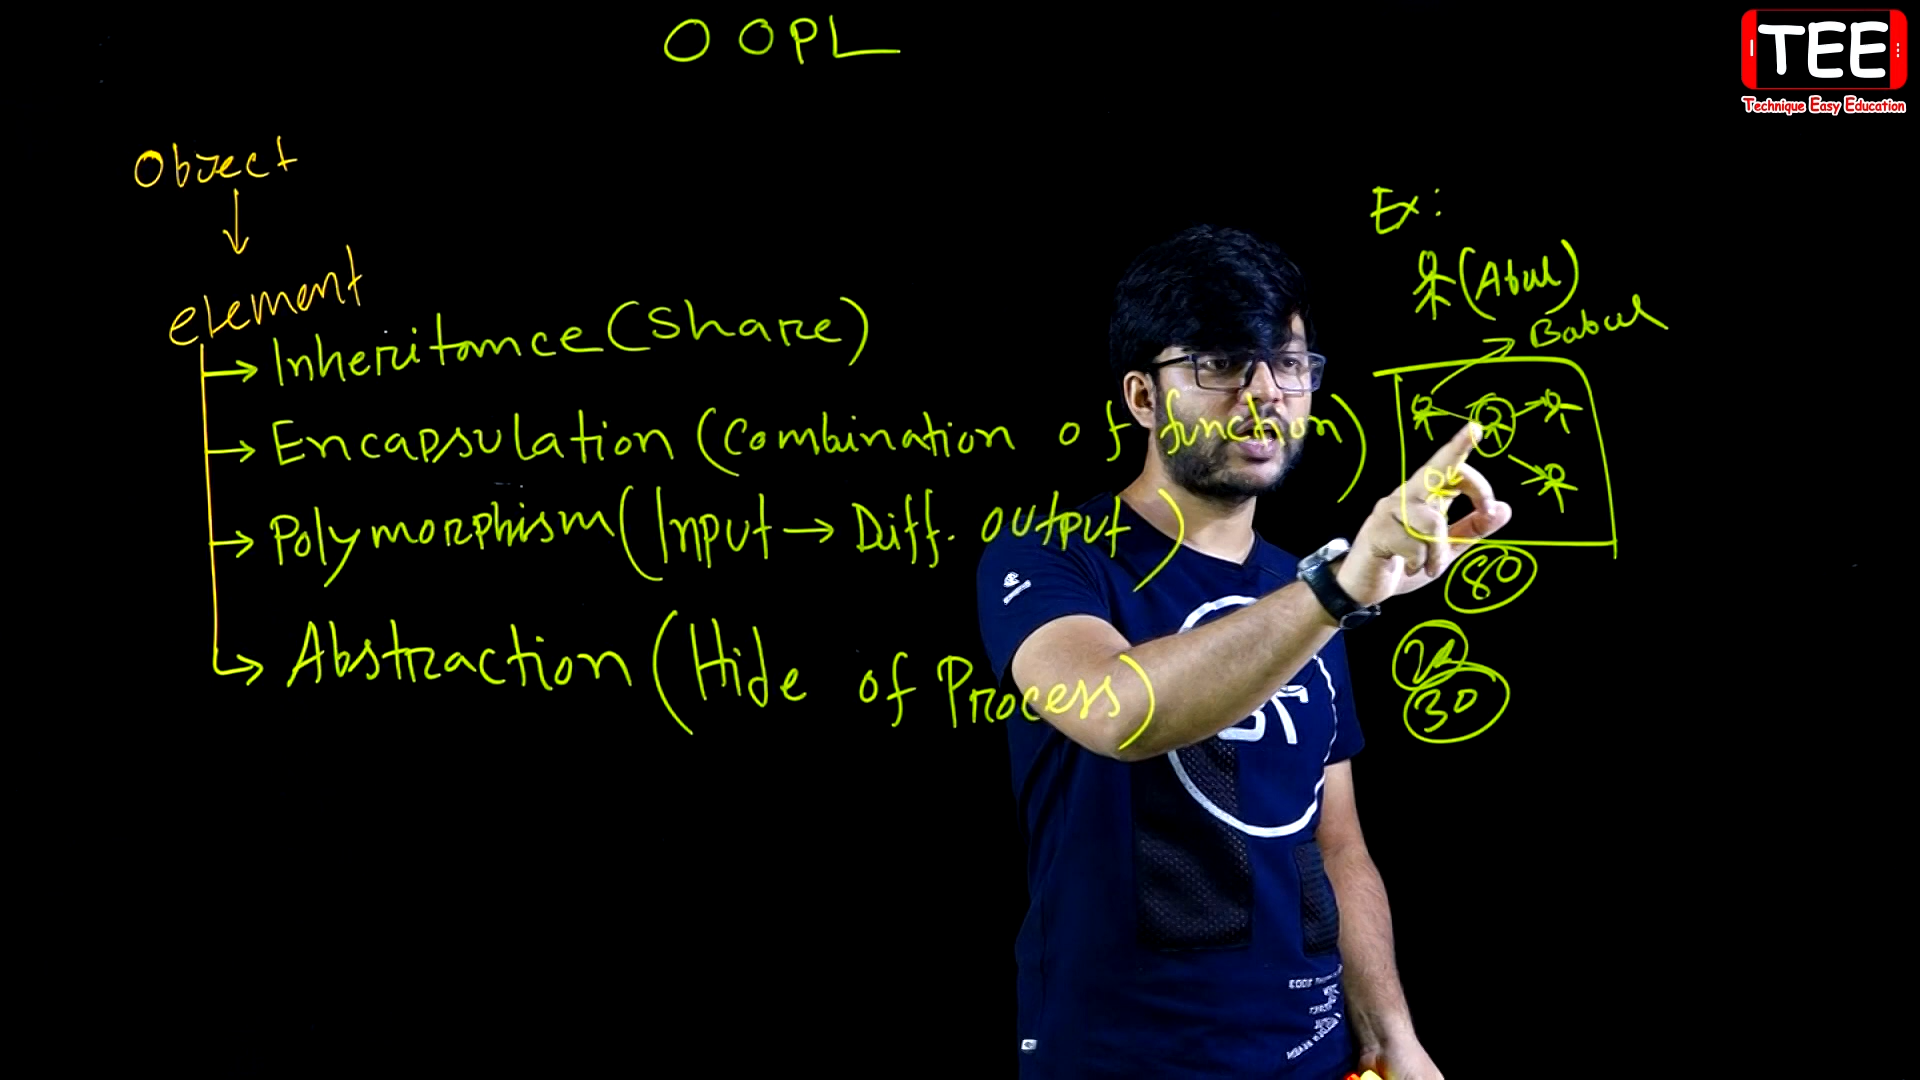 OOPL
TEE
Technique Easy Education
Object
element
Inheritance (Share)
Encapsulation (Combination of function)
Polymorphism (Input → Diff. output)
Abstraction (Hide of Process)
Ex:
(Abul)
Babul
80
30